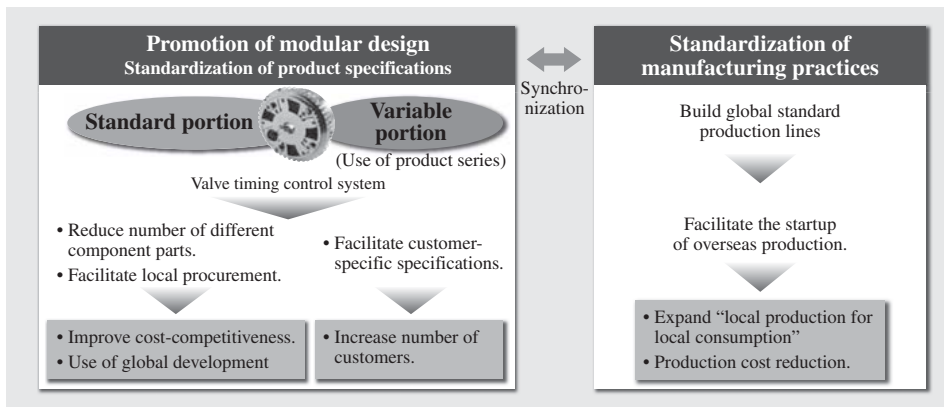 Promotion of modular design
Standardization of product specifications
Standard portion
Variable
portion
(Use of product series)
Valve timing control system
• Reduce number of different
component parts.
• Facilitate local procurement.
• Facilitate customer-
specific specifications.
• Improve cost-competitiveness.
• Use of global development
• Increase number of
customers.
Synchro-
nization
Standardization of
manufacturing practices
Build global standard
production lines
Facilitate the startup
of overseas production.
• Expand “local production for
local consumption”
• Production cost reduction.